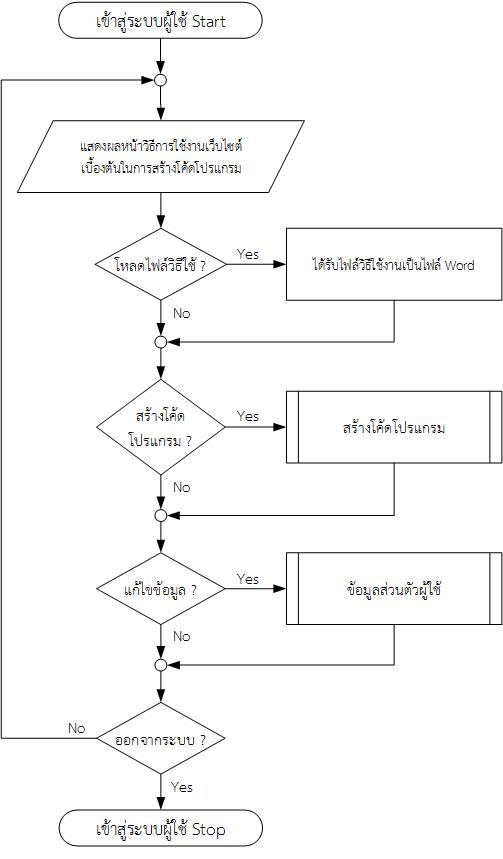 เข้าสู่ระบบผู้ใช้ Start
แสดงผลหน้าวิธีการใช้งานเว็บไซต์
เบื้องต้นในการสร้างโค้ดโปรแกรม
โหลดไฟล์วิธีใช้ ?
Yes
ได้รับไฟล์วิธีใช้งานเป็นไฟล์ Word
No
สร้างโค้ด
โปรแกรม ?
Yes
สร้างโค้ดโปรแกรม
No
แก้ไขข้อมูล ?
Yes
ข้อมูลส่วนตัวผู้ใช้
No
ออกจากระบบ ?
No
Yes
เข้าสู่ระบบผู้ใช้ Stop